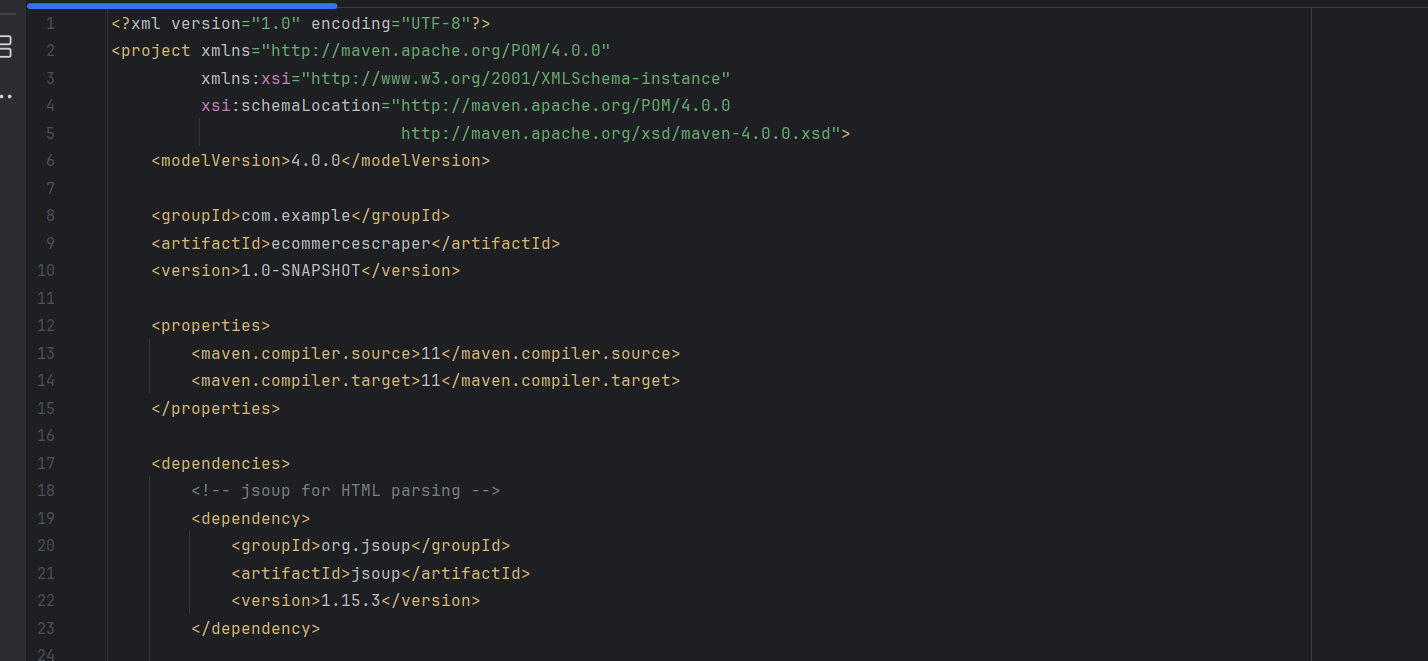 1 <?xml version="1.0" encoding="UTF-8"?>
2 <project xmlns="http://maven.apache.org/POM/4.0.0"
3          xmlns:xsi="http://www.w3.org/2001/XMLSchema-instance"
4          xsi:schemaLocation="http://maven.apache.org/POM/4.0.0
5                              http://maven.apache.org/xsd/maven-4.0.0.xsd">
6     <modelVersion>4.0.0</modelVersion>
7
8     <groupId>com.example</groupId>
9     <artifactId>ecommercescraper</artifactId>
10     <version>1.0-SNAPSHOT</version>
11
12     <properties>
13         <maven.compiler.source>11</maven.compiler.source>
14         <maven.compiler.target>11</maven.compiler.target>
15     </properties>
16
17     <dependencies>
18         <!-- jsoup for HTML parsing -->
19         <dependency>
20             <groupId>org.jsoup</groupId>
21             <artifactId>jsoup</artifactId>
22             <version>1.15.3</version>
23         </dependency>
24